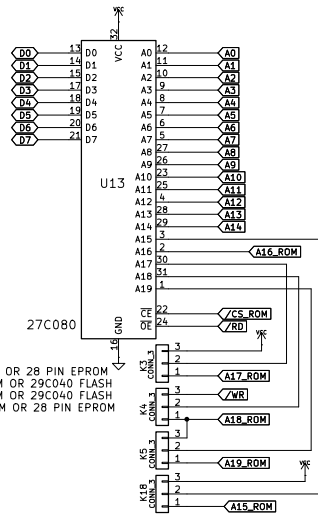 VCC
32
D0 13 D0 VCC A0 12 A0
D1 14 D1 A1 11 A1
D2 15 D2 A2 10 A2
D3 17 D3 A3 9 A3
D4 18 D4 A4 8 A4
D5 19 D5 A5 7 A5
D6 20 D6 A6 6 A6
D7 21 D7 A7 5 A7
A8 27 A8
A9 26 A9
A10 23 A10
U13 A11 25 A11
A12 4 A12
A13 28 A13
A14 29 A14
A15 3
A16 2 A16_ROM
A17 30
A18 31
A19 1
CE 22 /CS_ROM
27C080 GND OE 24 /RD
16
VCC
K3 CONN_3 3
2
1 A17_ROM
OR 28 PIN EPROM
M OR 29C040 FLASH
M OR 29C040 FLASH
M OR 28 PIN EPROM
K4 CONN_3 3 /WR
2
1 A18_ROM
K5 CONN_3 3
2
1 A19_ROM
VCC
K18 CONN_3 3
2
1 A15_ROM